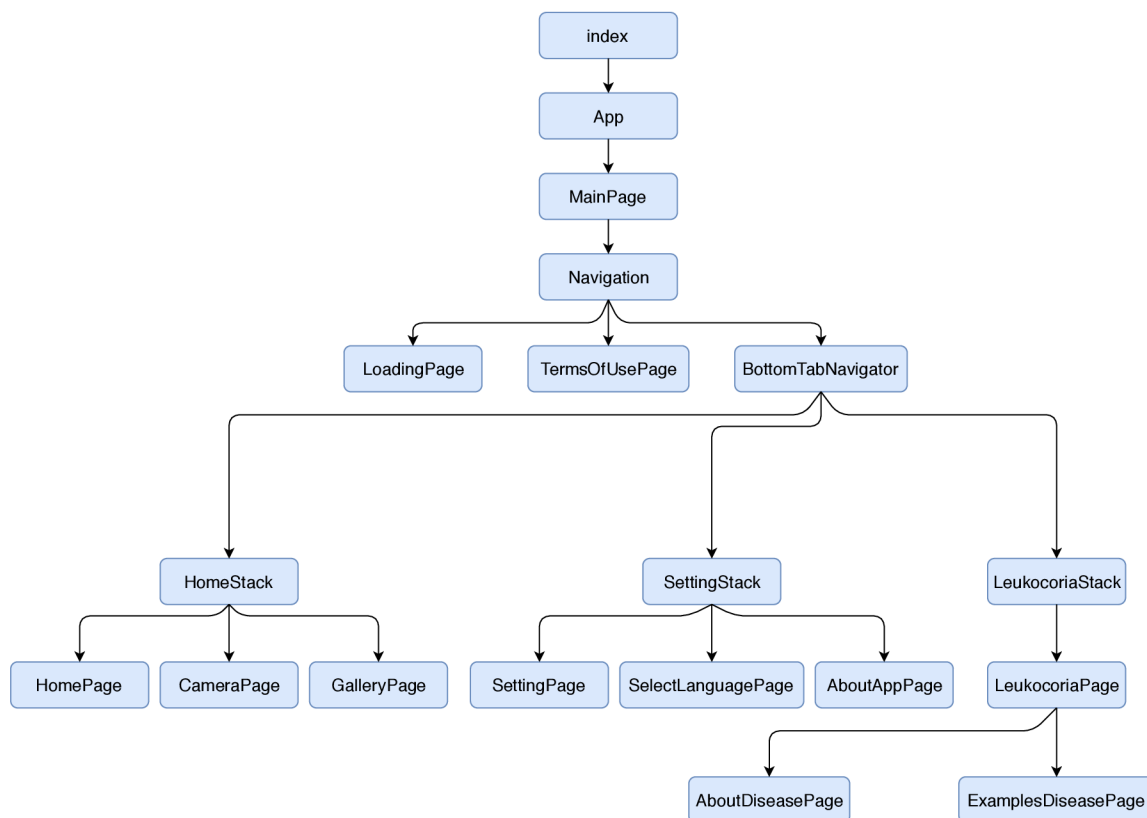 index
App
MainPage
Navigation
LoadingPage
TermsOfUsePage
BottomTabNavigator
HomeStack
SettingStack
LeukocoriaStack
HomePage
CameraPage
GalleryPage
SettingPage
SelectLanguagePage
AboutAppPage
LeukocoriaPage
AboutDiseasePage
ExamplesDiseasePage